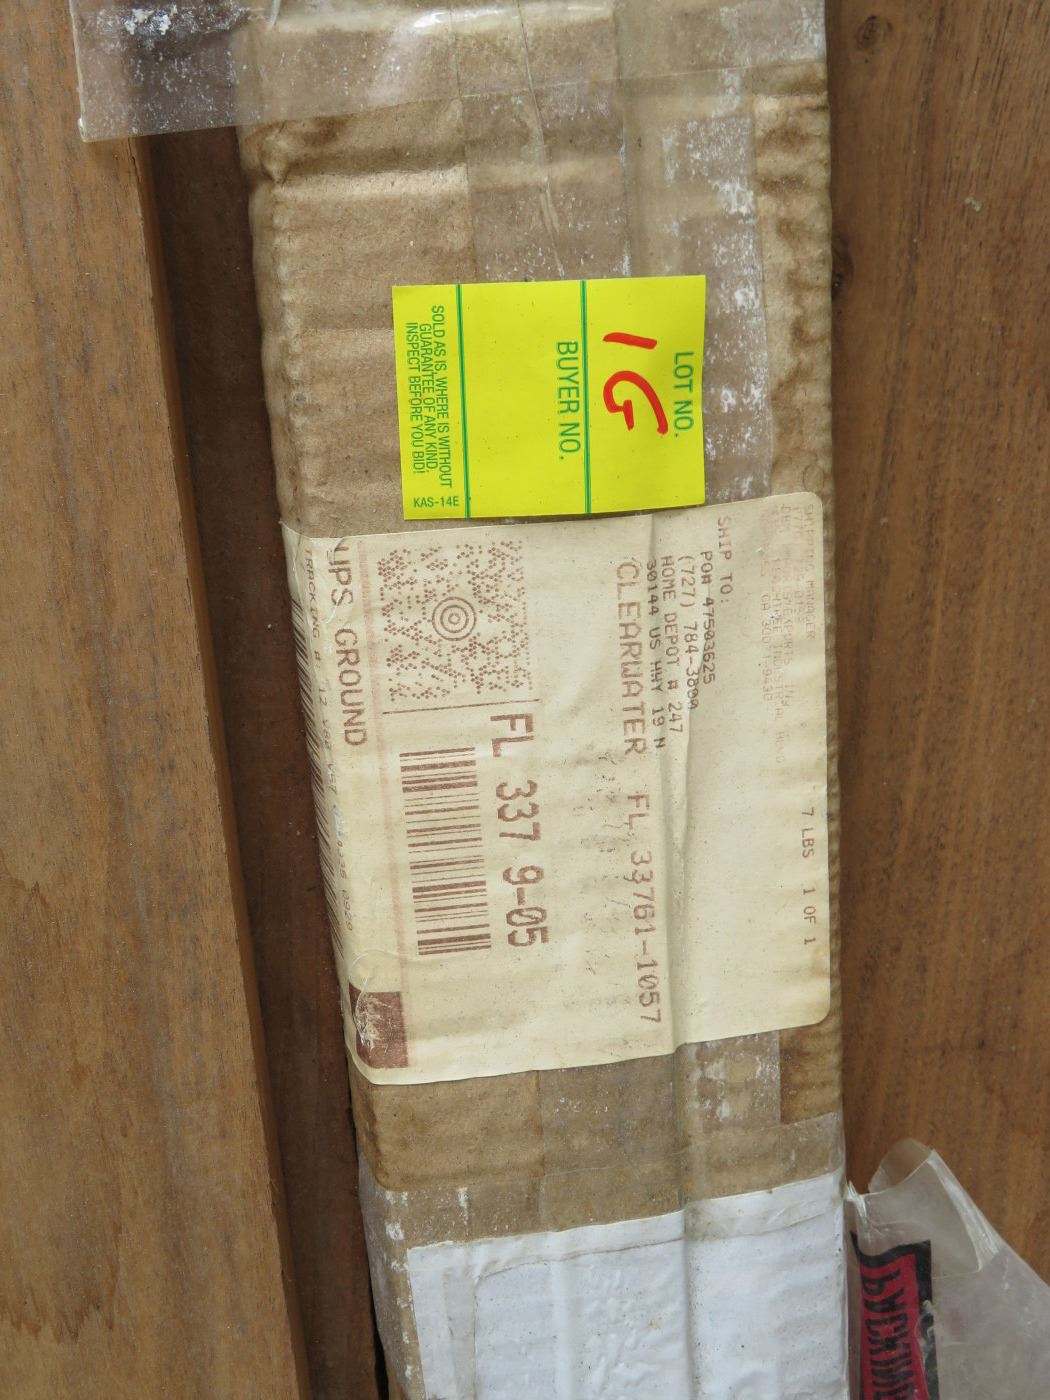 LOT NO.
1G
BUYER NO.
SOLD AS IS, WHERE IS WITHOUT
GUARANTEE OF ANY KIND.
INSPECT BEFORE YOU BID!
KAS-14E
7 LBS 1 OF 1
SHIP TO:
PO# 47503625
(727) 784-3800
HOME DEPOT # 247
30144 US HWY 19 N
CLEARWATER FL 33761-1057
FL 337 9-05
UPS GROUND
TRACKING #